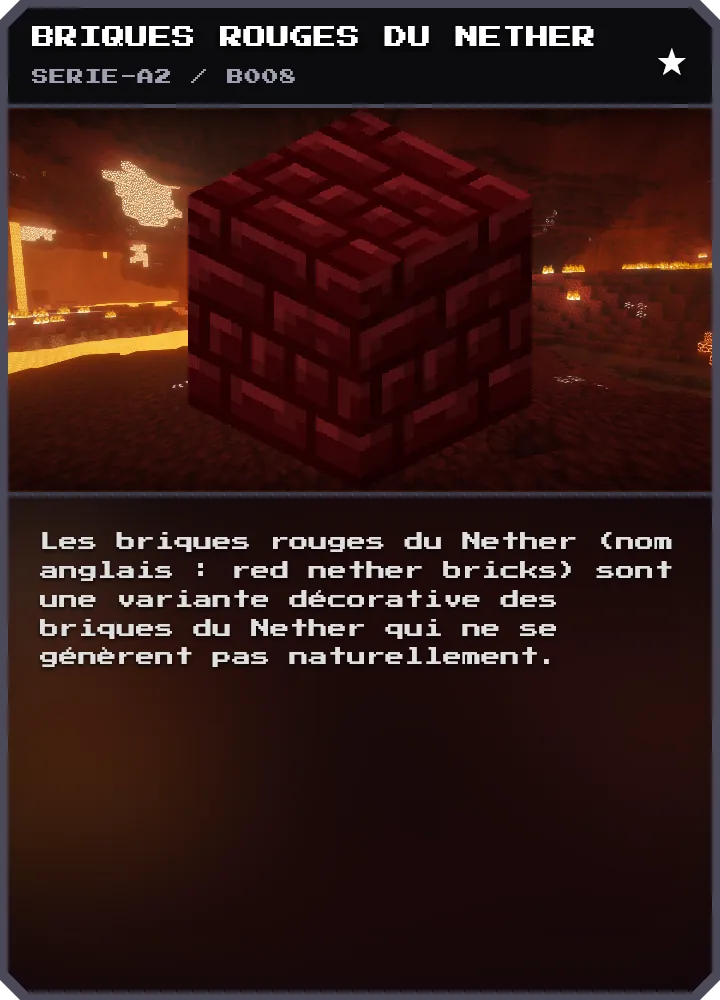 BRIQUES ROUGES DU NETHER
SERIE-A2 / B008
Les briques rouges du Nether (nom
anglais : red nether bricks) sont
une variante décorative des
briques du Nether qui ne se
génèrent pas naturellement.